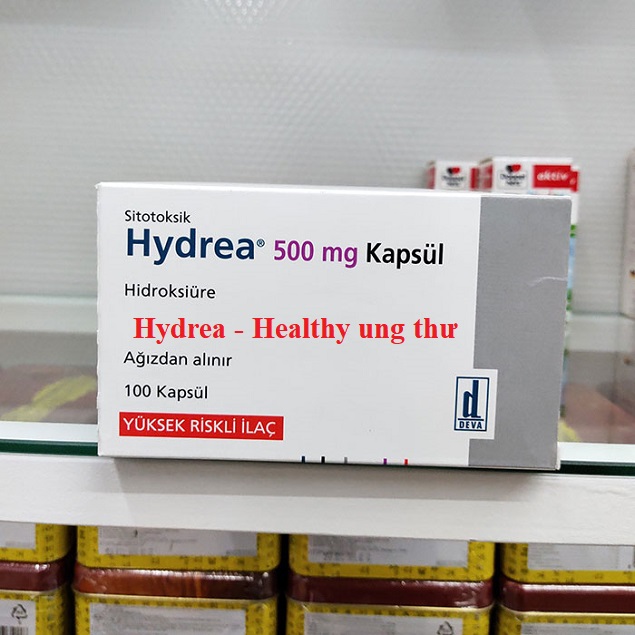 Sitotoksik
Hydrea® 500 mg Kapsül
Hidroksiüre
Hydrea - Healthy ung thư
Ağızdan alınır
100 Kapsül
YÜKSEK RİSKLİ İLAÇ
d
DEVA
aktiv